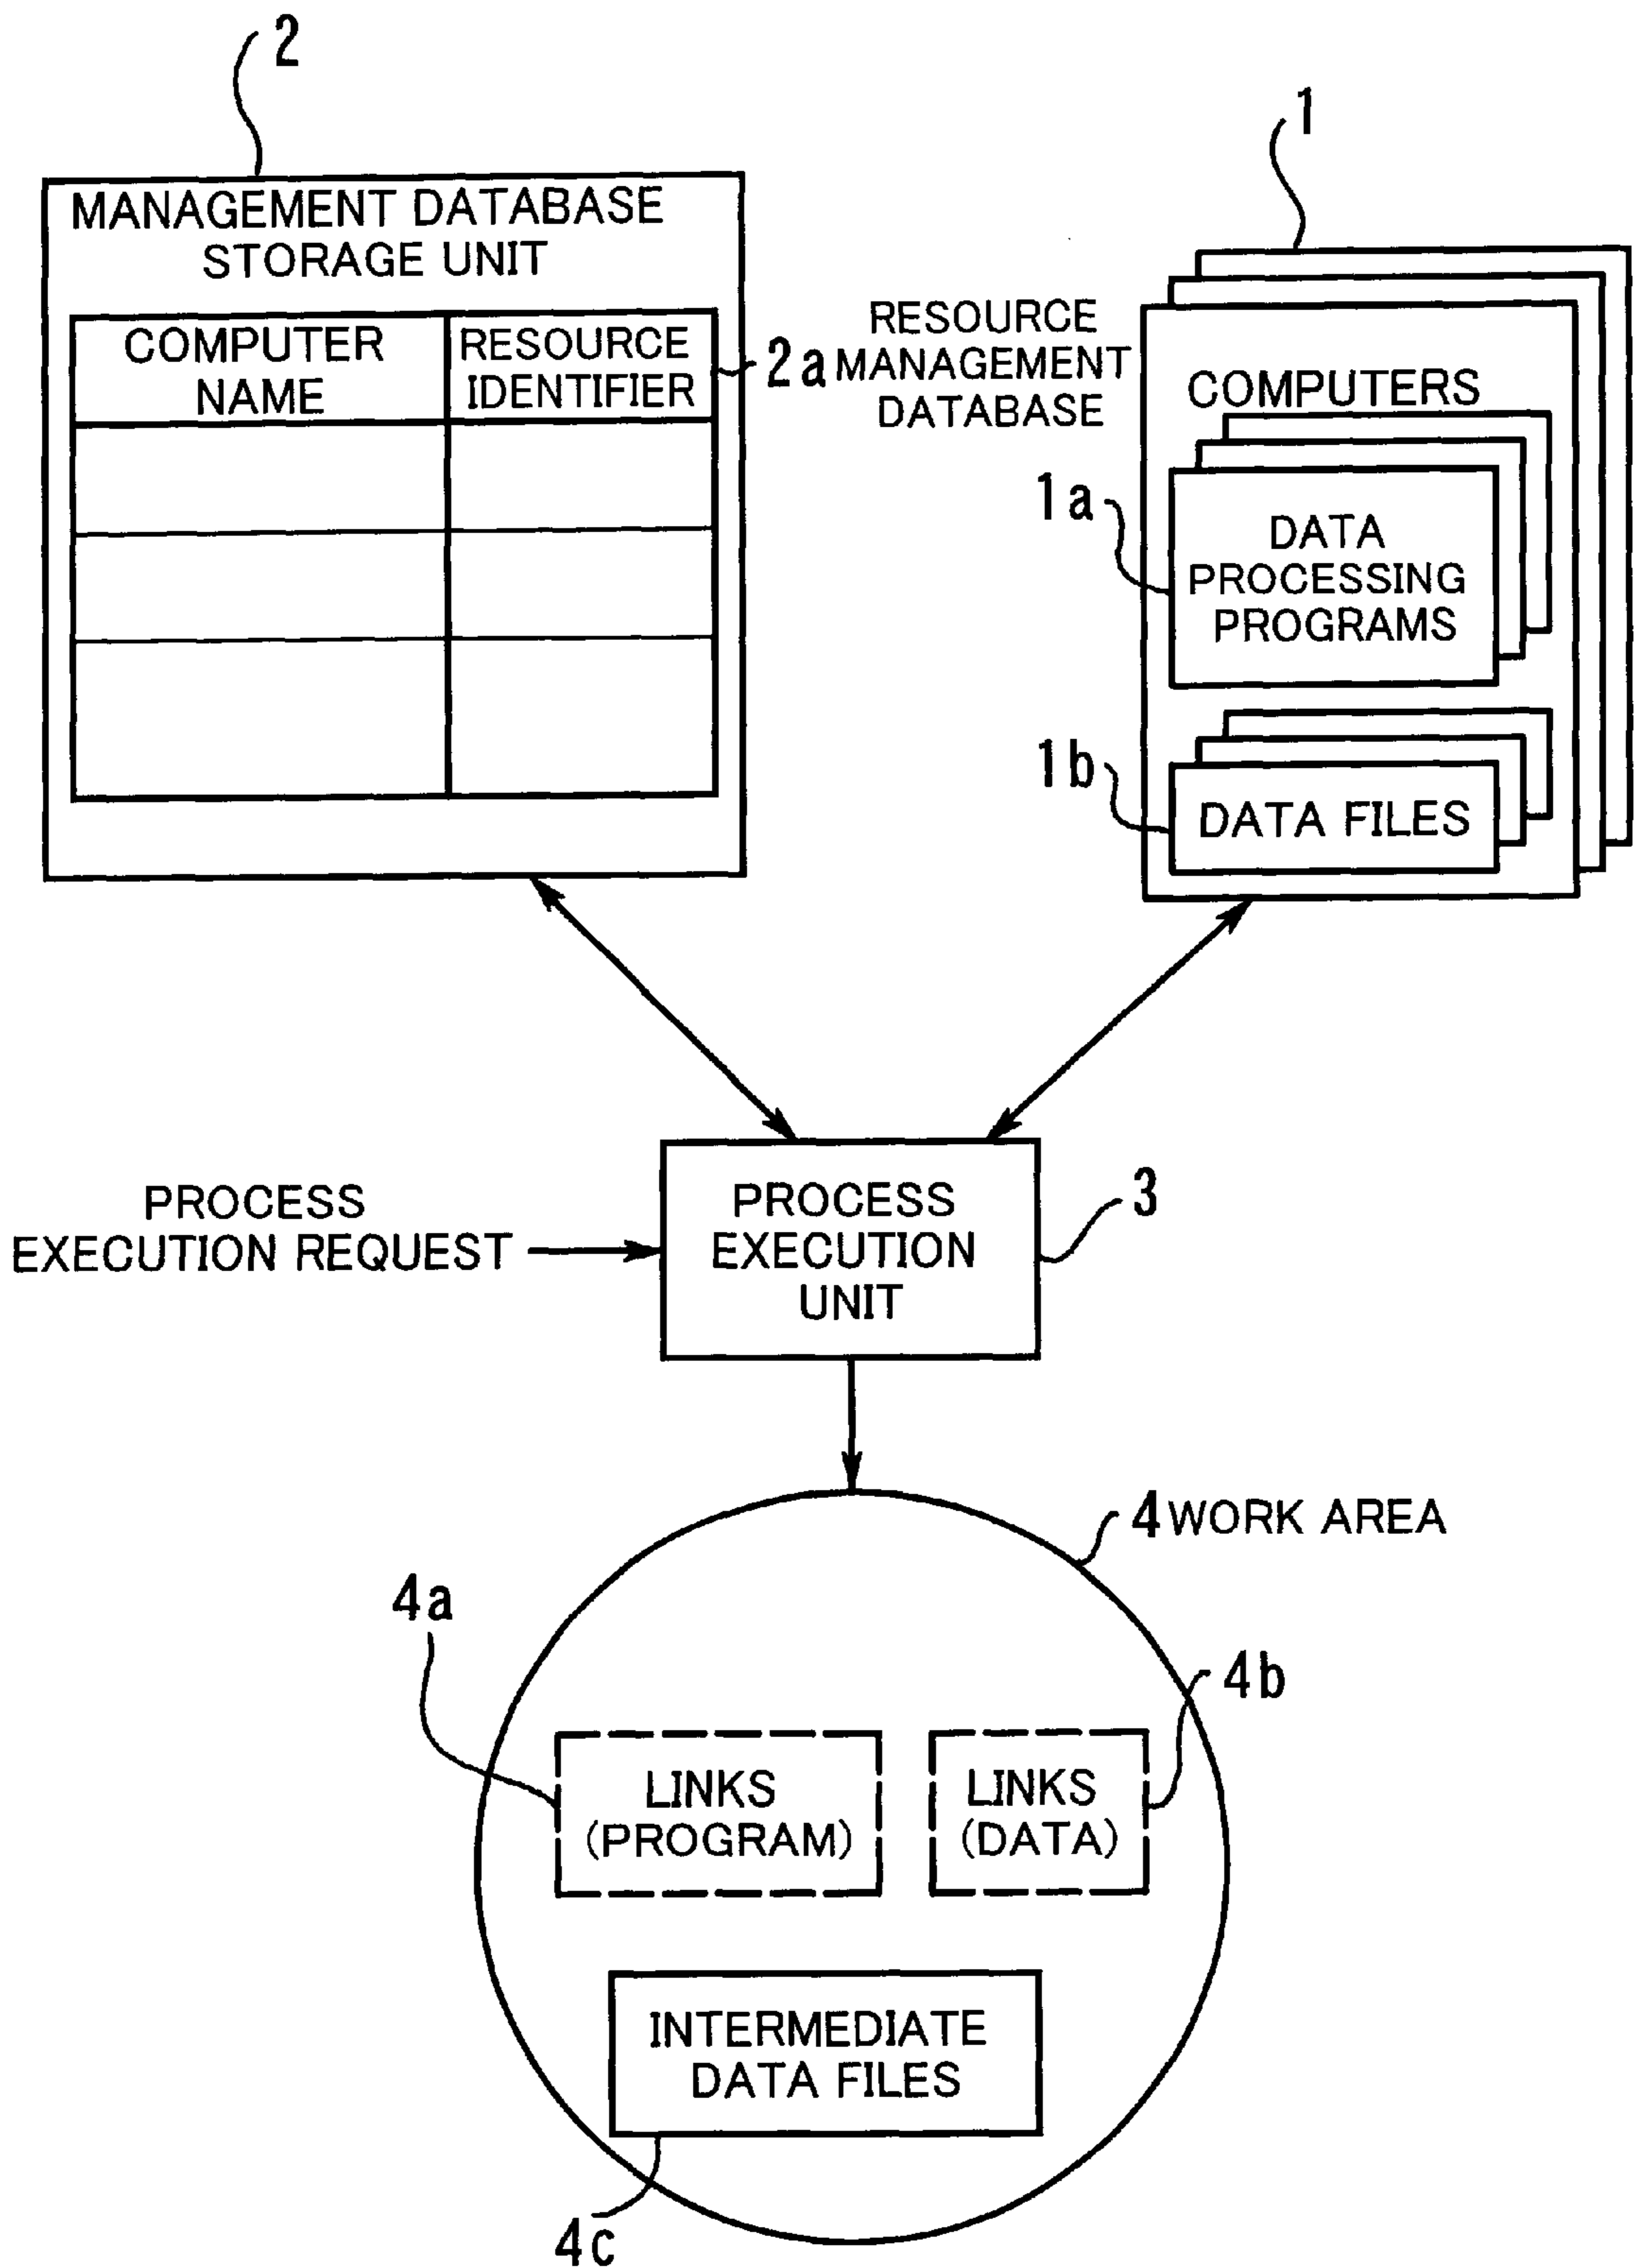 2
MANAGEMENT DATABASE
STORAGE UNIT
COMPUTER
NAME
RESOURCE
IDENTIFIER
2a
RESOURCE
MANAGEMENT
DATABASE
1
COMPUTERS
1a
DATA
PROCESSING
PROGRAMS
1b
DATA FILES
PROCESS
EXECUTION REQUEST
PROCESS
EXECUTION
UNIT
3
4 WORK AREA
4a
4b
LINKS
(PROGRAM)
LINKS
(DATA)
INTERMEDIATE
DATA FILES
4c